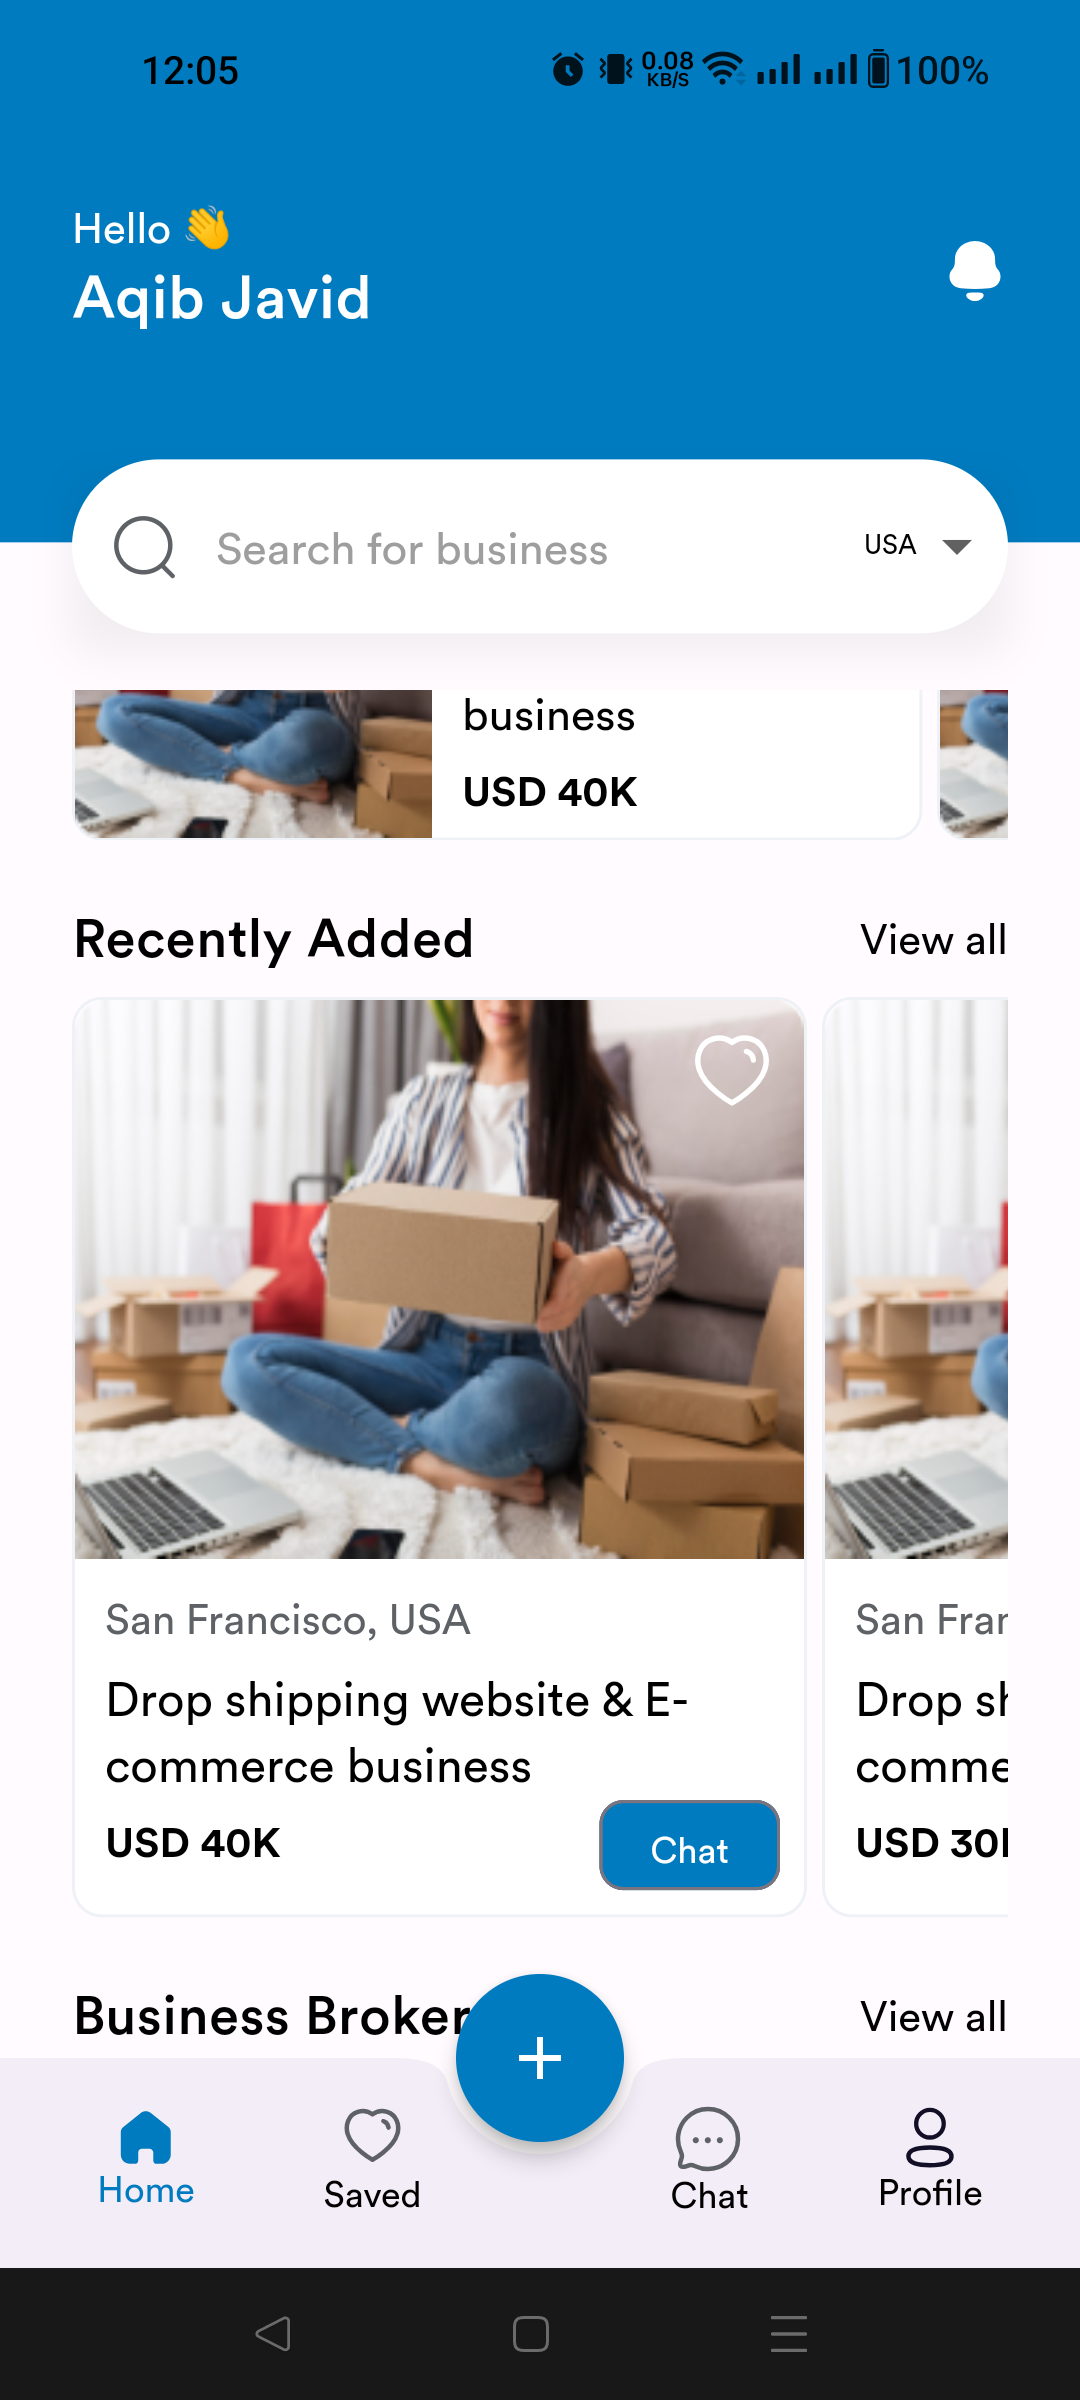 12:05
0.08
KB/S
100%
Hello 👋
Aqib Javid
Search for business
USA
business
USD 40K
Recently Added
View all
San Francisco, USA
Drop shipping website & E-
commerce business
USD 40K
Chat
San Fran
Drop sh
comme
USD 30
Business Broker
View all
Home
Saved
Chat
Profile